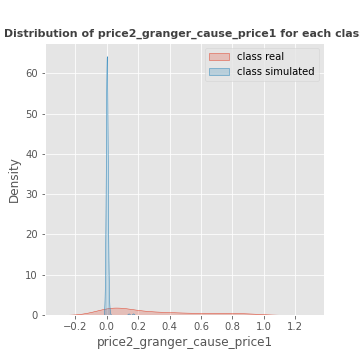 Distribution of price2_granger_cause_price1 for each clas
class real
class simulated
60
50
40
30
20
10
0
Density
−0.2 0.0 0.2 0.4 0.6 0.8 1.0 1.2
price2_granger_cause_price1